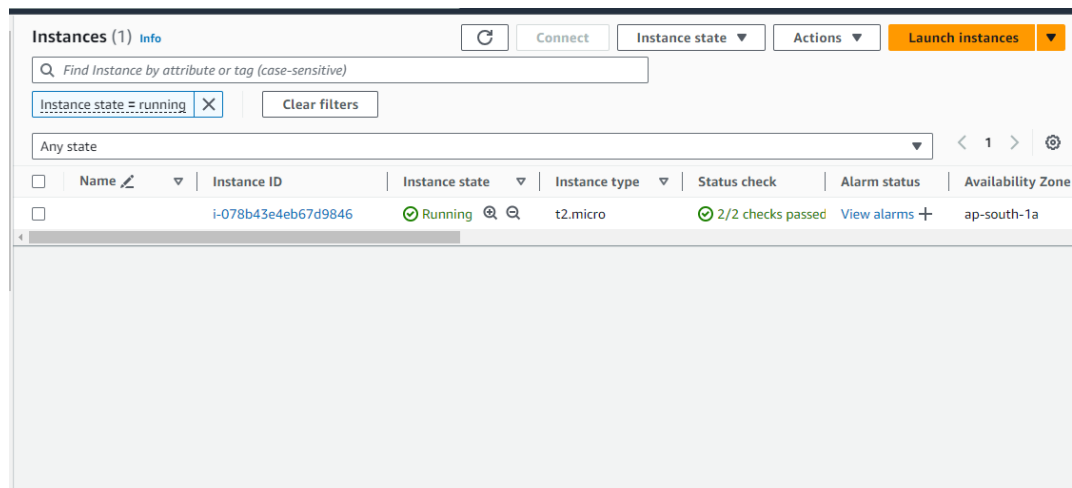 Instances (1) Info
Connect Instance state Actions Launch instances
Find Instance by attribute or tag (case-sensitive)
Instance state = running Clear filters
Any state
1
Name Instance ID Instance state Instance type Status check Alarm status Availability Zone
i-078b43e4eb67d9846 Running t2.micro 2/2 checks passed View alarms + ap-south-1a